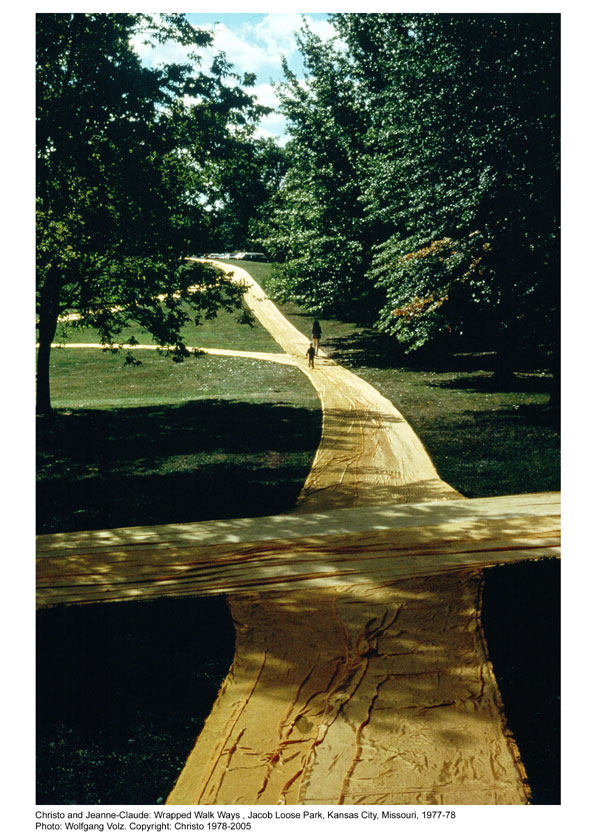 Christo and Jeanne-Claude: Wrapped Walk Ways , Jacob Loose Park, Kansas City, Missouri, 1977-78
Photo: Wolfgang Volz. Copyright: Christo 1978-2005